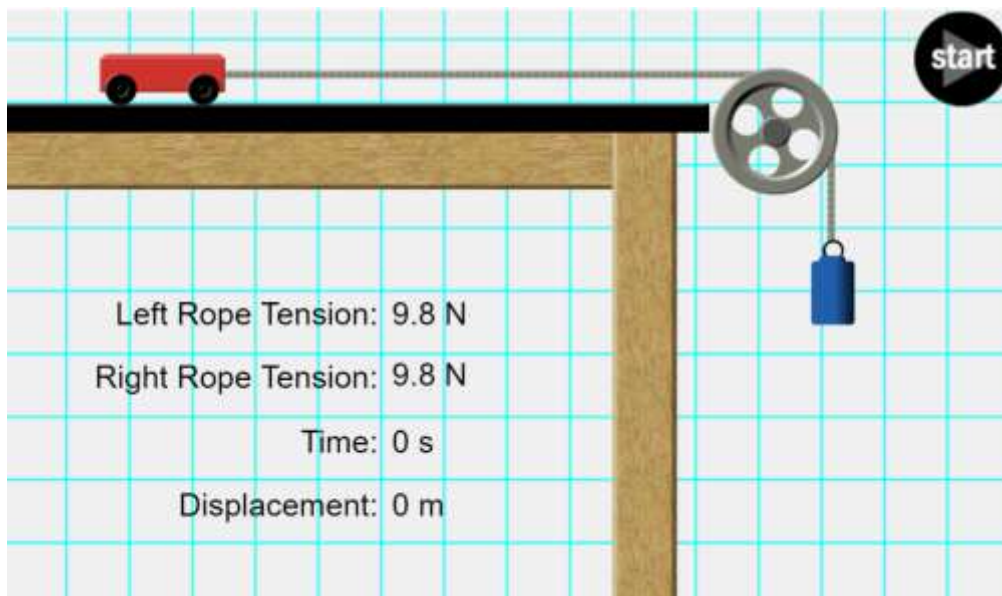 start
Left Rope Tension: 9.8 N
Right Rope Tension: 9.8 N
Time: 0 s
Displacement: 0 m